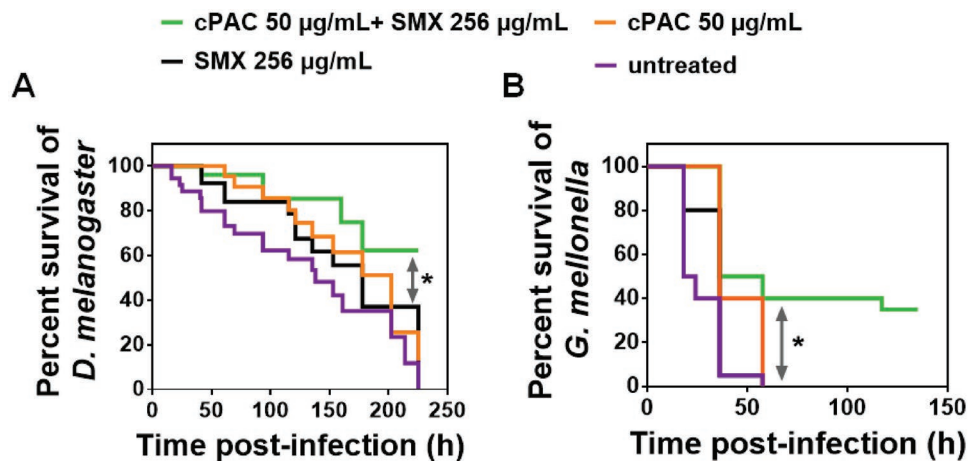 cPAC 50 µg/mL+ SMX 256 µg/mL
cPAC 50 µg/mL
SMX 256 µg/mL
untreated
A
B
Percent survival of
D. melanogaster
100
80
60
40
20
0
*
0
50
100
150
200
250
Time post-infection (h)
Percent survival of
G. mellonella
100
80
60
40
20
0
*
0
50
100
150
Time post-infection (h)